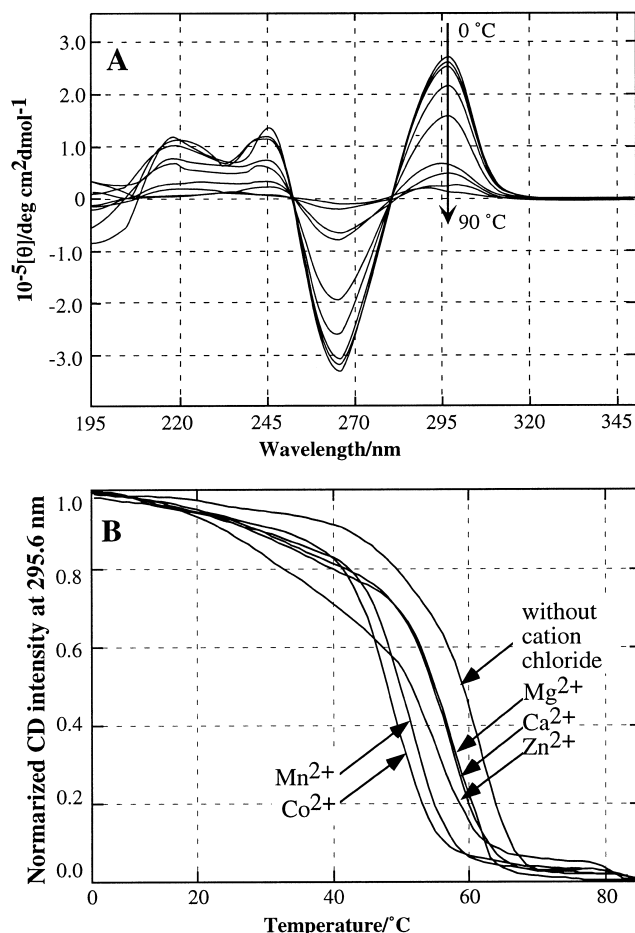 3.0
2.0
1.0
0
-1.0
-2.0
-3.0
10-5[θ]/deg cm2dmol-1
A
0 ˚C
90 ˚C
195 220 245 270 295 320 345
Wavelength/nm
1.0
0.8
0.6
0.4
0.2
0.0
Normarized CD intensity at 295.6 nm
B
without
cation
chloride
Mg2+
Ca2+
Zn2+
Mn2+
Co2+
0 20 40 60 80
Temperature/˚C